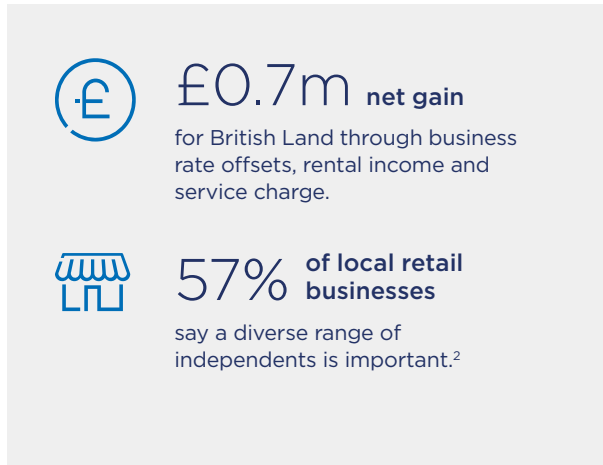 £0.7m net gain
for British Land through business
rate offsets, rental income and
service charge.
57% of local retail
businesses
say a diverse range of
independents is important.2